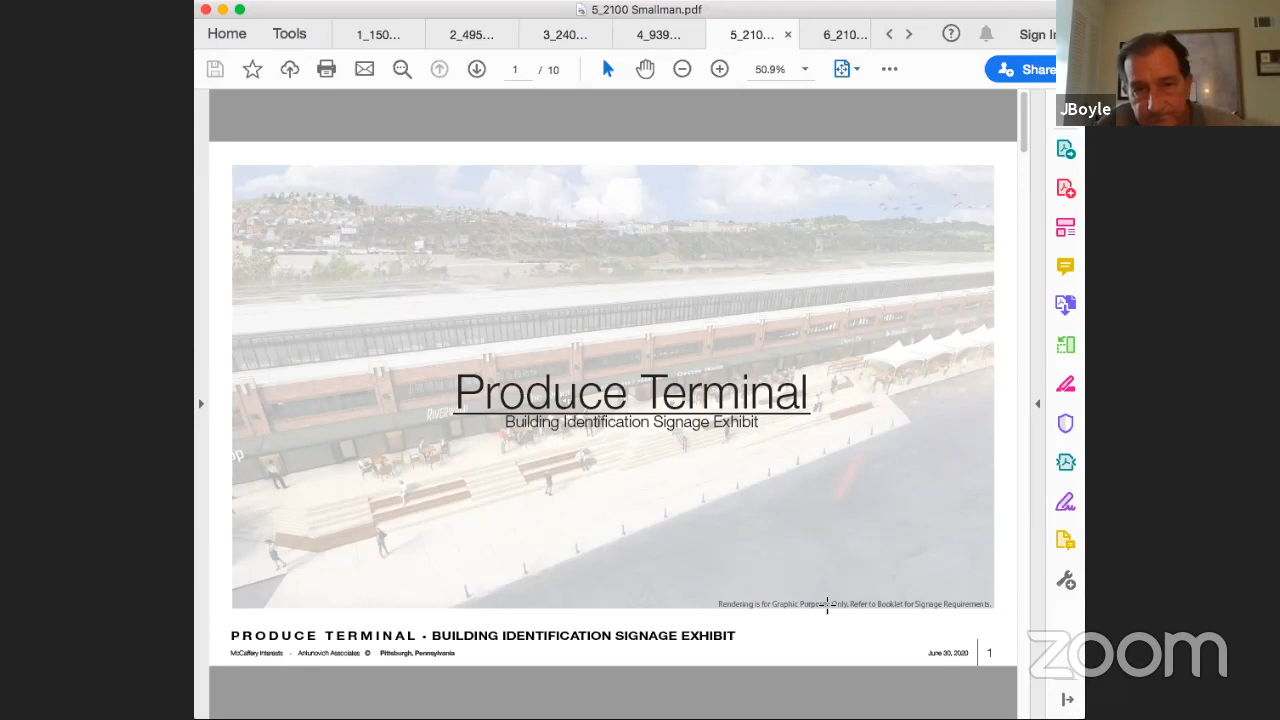 5_2100 Smallman.pdf
Home Tools 1_150... 2_495... 3_240... 4_939... 5_210... × 6_210... Sign I
1 / 10 50.9% Share
JBoyle
Produce Terminal
Building Identification Signage Exhibit
Rendering is for Graphic Purposes Only. Refer to Booklet for Signage Requirements.
PRODUCE TERMINAL - BUILDING IDENTIFICATION SIGNAGE EXHIBIT
McCaffery Interests - Antunovich Associates © Pittsburgh, Pennsylvania June 30, 2020 1
zoom